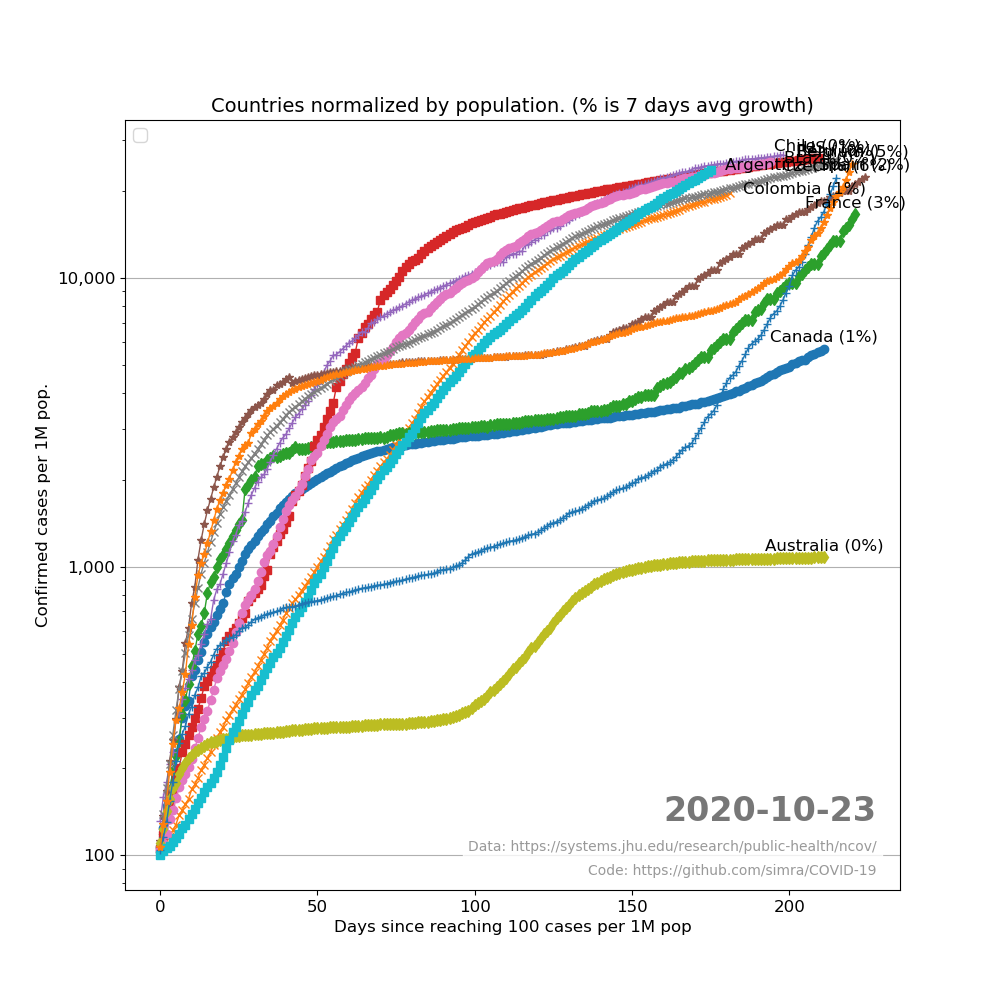 Countries normalized by population. (% is 7 days avg growth)
Chile (0%)
Argentina
Colombia (1%)
France (3%)
10,000
Canada (1%)
Confirmed cases per 1M pop.
1,000
Australia (0%)
2020-10-23
Data: https://systems.jhu.edu/research/public-health/ncov/
100
Code: https://github.com/simra/COVID-19
0 50 100 150 200
Days since reaching 100 cases per 1M pop